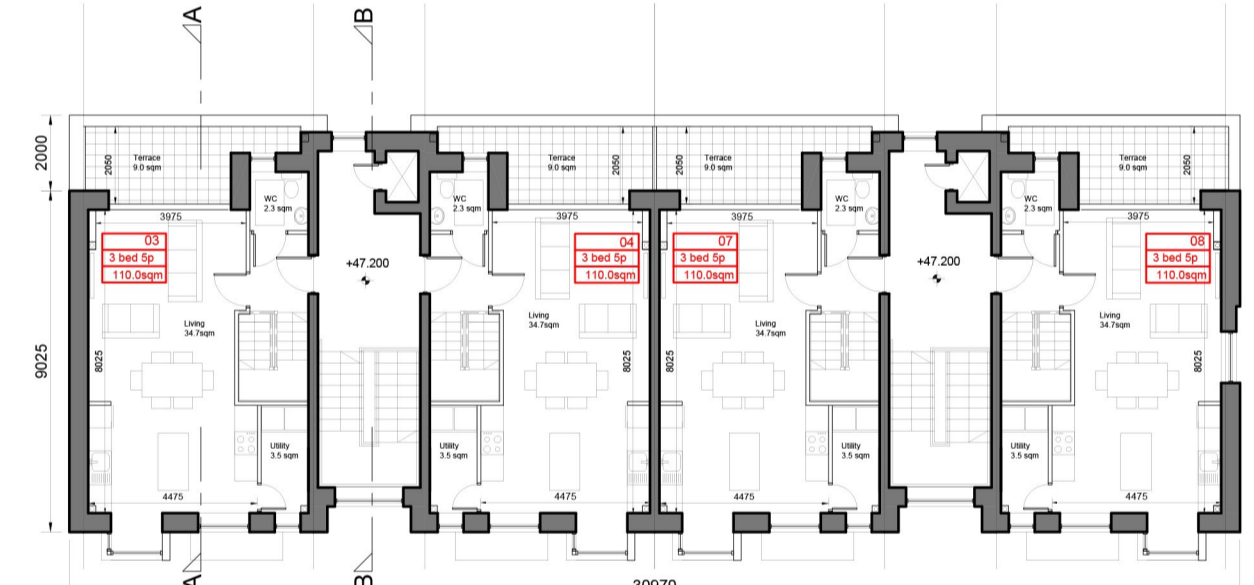 A
B
2000
9025
2050
Terrace
9.0 sqm
WC
2.3 sqm
3975
03
3 bed 5p
110.0sqm
Living
34.7sqm
8025
Utility
3.5 sqm
4475
+47.200
Terrace
9.0 sqm
2050
WC
2.3 sqm
3975
04
3 bed 5p
110.0sqm
Living
34.7sqm
8025
Utility
3.5 sqm
4475
2050
Terrace
9.0 sqm
WC
2.3 sqm
3975
07
3 bed 5p
110.0sqm
Living
34.7sqm
8025
Utility
3.5 sqm
4475
+47.200
Terrace
9.0 sqm
2050
WC
2.3 sqm
3975
08
3 bed 5p
110.0sqm
Living
34.7sqm
8025
Utility
3.5 sqm
4475
A
B
30970